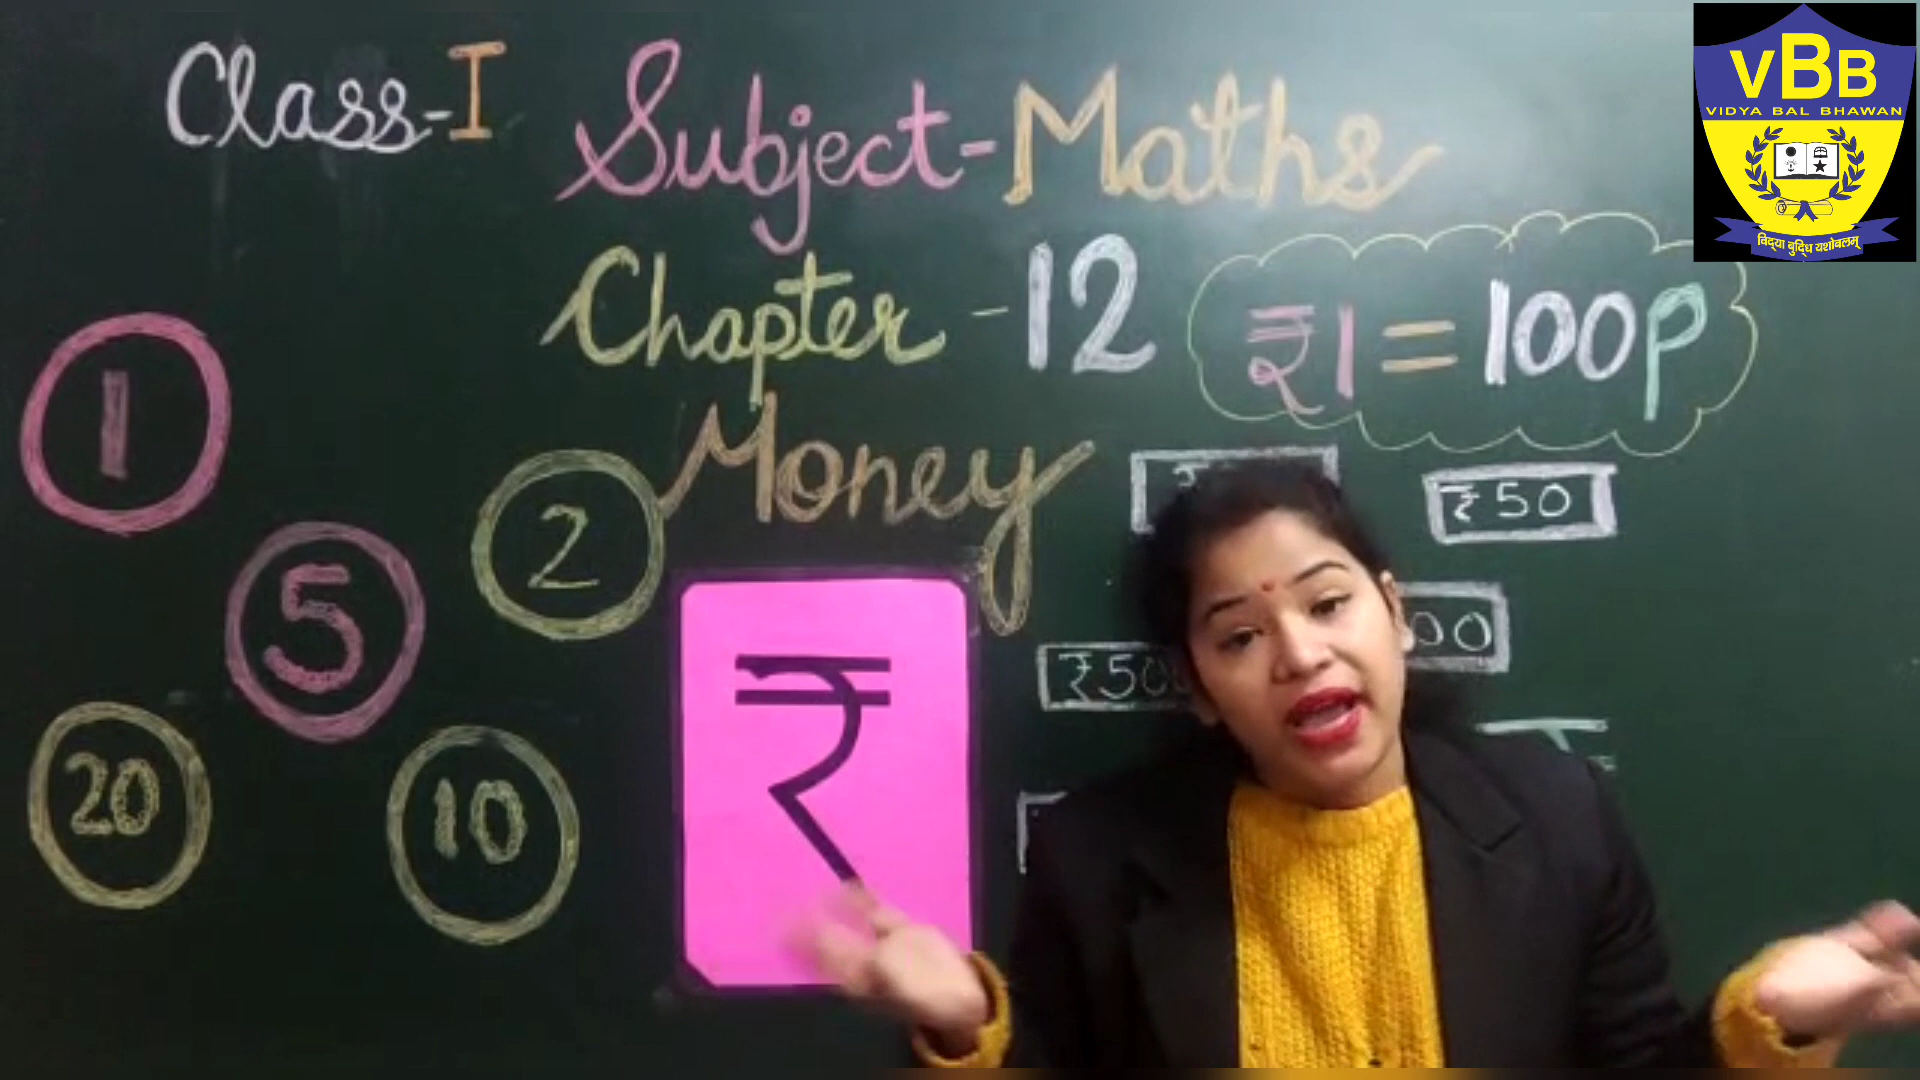 Class-I
Subject-Maths
Chapter-12
Money
₹1=100P
1
5
2
20
10
₹
₹50
VBB
VIDYA BAL BHAWAN
विद्या बुद्धि यशोबलम्